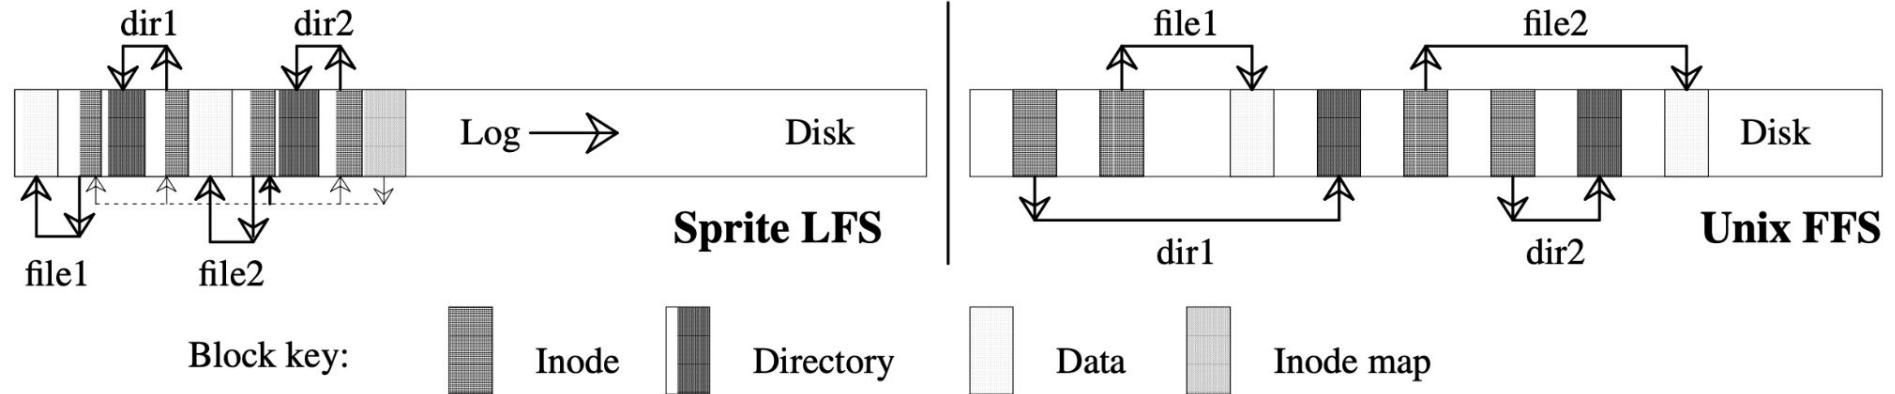 dir1 dir2
Log Disk
Sprite LFS
file1 file2
file1 file2
Disk
Unix FFS
dir1 dir2
Block key: Inode Directory Data Inode map